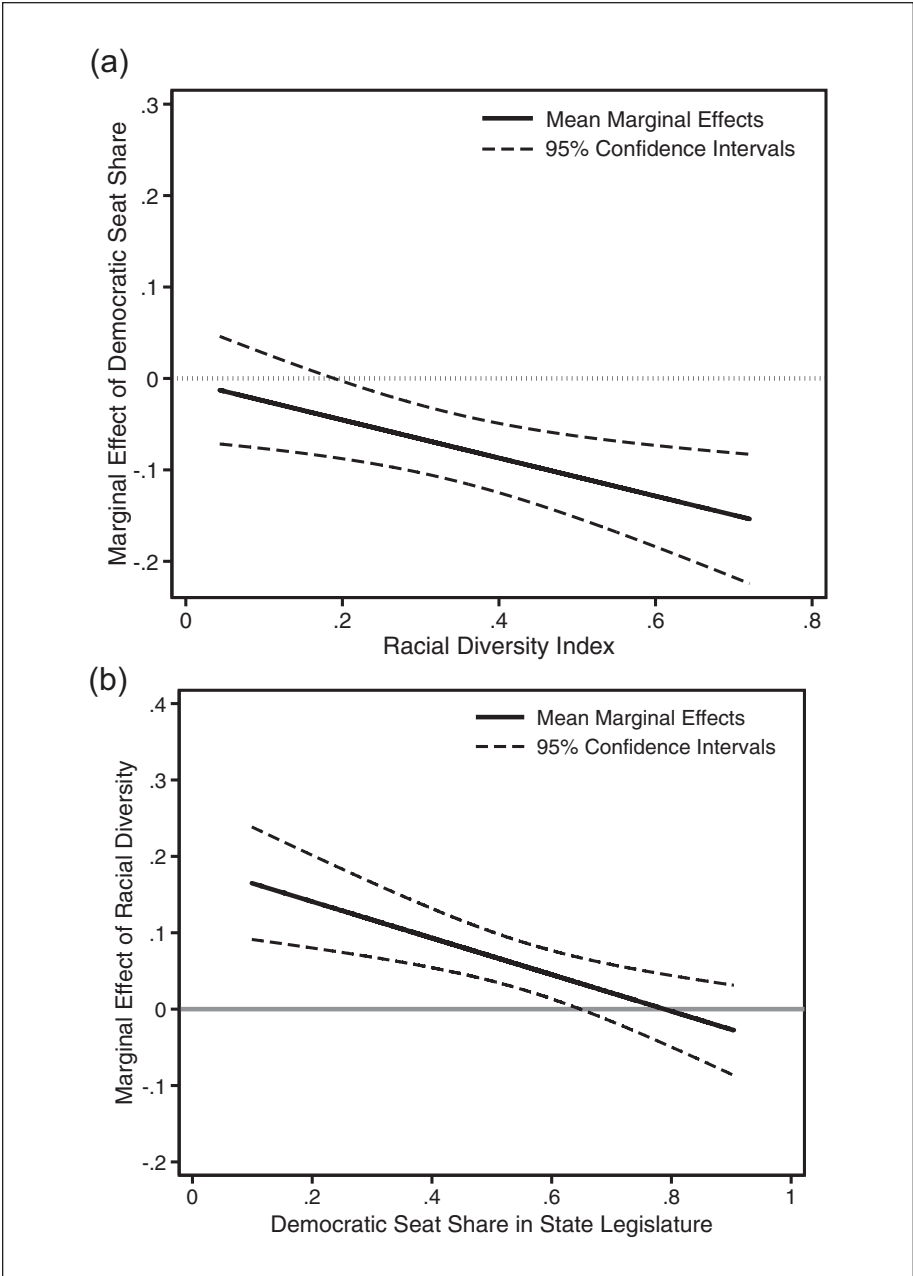 (a)
Marginal Effect of Democratic Seat Share
.3
.2
.1
0
-.1
-.2
Mean Marginal Effects
95% Confidence Intervals
0 .2 .4 .6 .8
Racial Diversity Index
(b)
Marginal Effect of Racial Diversity
.4
.3
.2
.1
0
-.1
-.2
Mean Marginal Effects
95% Confidence Intervals
0 .2 .4 .6 .8 1
Democratic Seat Share in State Legislature